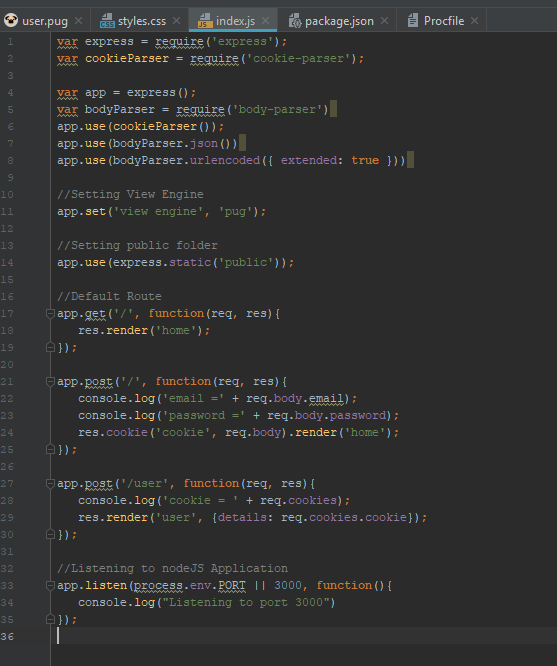 user.pug × styles.css × index.js × package.json × Procfile ×
1 var express = require('express');
2 var cookieParser = require('cookie-parser');
3
4 var app = express();
5 var bodyParser = require('body-parser')
6 app.use(cookieParser());
7 app.use(bodyParser.json())
8 app.use(bodyParser.urlencoded({ extended: true }))
9
10 //Setting View Engine
11 app.set('view engine', 'pug');
12
13 //Setting public folder
14 app.use(express.static('public'));
15
16 //Default Route
17 app.get('/', function(req, res){
18 res.render('home');
19 });
20
21 app.post('/', function(req, res){
22 console.log('email =' + req.body.email);
23 console.log('password =' + req.body.password);
24 res.cookie('cookie', req.body).render('home');
25 });
26
27 app.post('/user', function(req, res){
28 console.log('cookie = ' + req.cookies);
29 res.render('user', {details: req.cookies.cookie});
30 });
31
32 //Listening to nodeJS Application
33 app.listen(process.env.PORT || 3000, function(){
34 console.log("Listening to port 3000")
35 });
36